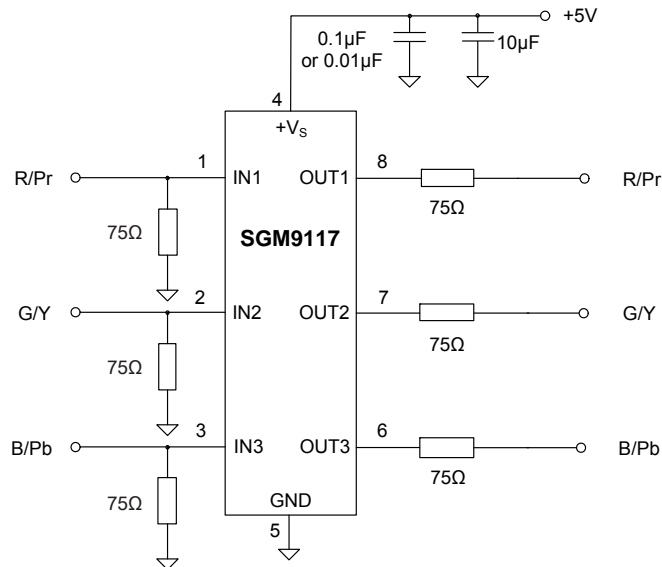 +5V
0.1µF
or 0.01µF
10µF
4
+VS
1
IN1
OUT1
8
R/Pr
R/Pr
75Ω
75Ω
SGM9117
2
IN2
OUT2
7
G/Y
G/Y
75Ω
75Ω
3
IN3
OUT3
6
B/Pb
B/Pb
75Ω
75Ω
GND
5